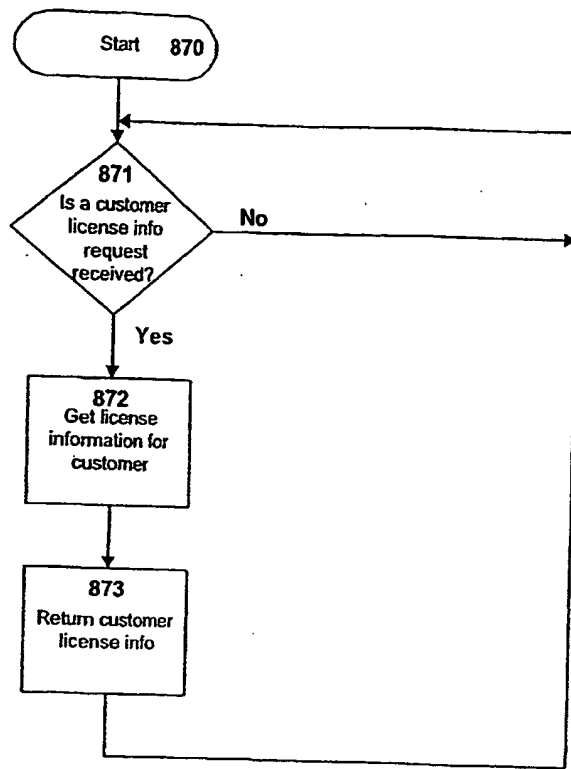 Start 870
871
Is a customer
license info
request
received?
No
Yes
872
Get license
information for
customer
873
Return customer
license info